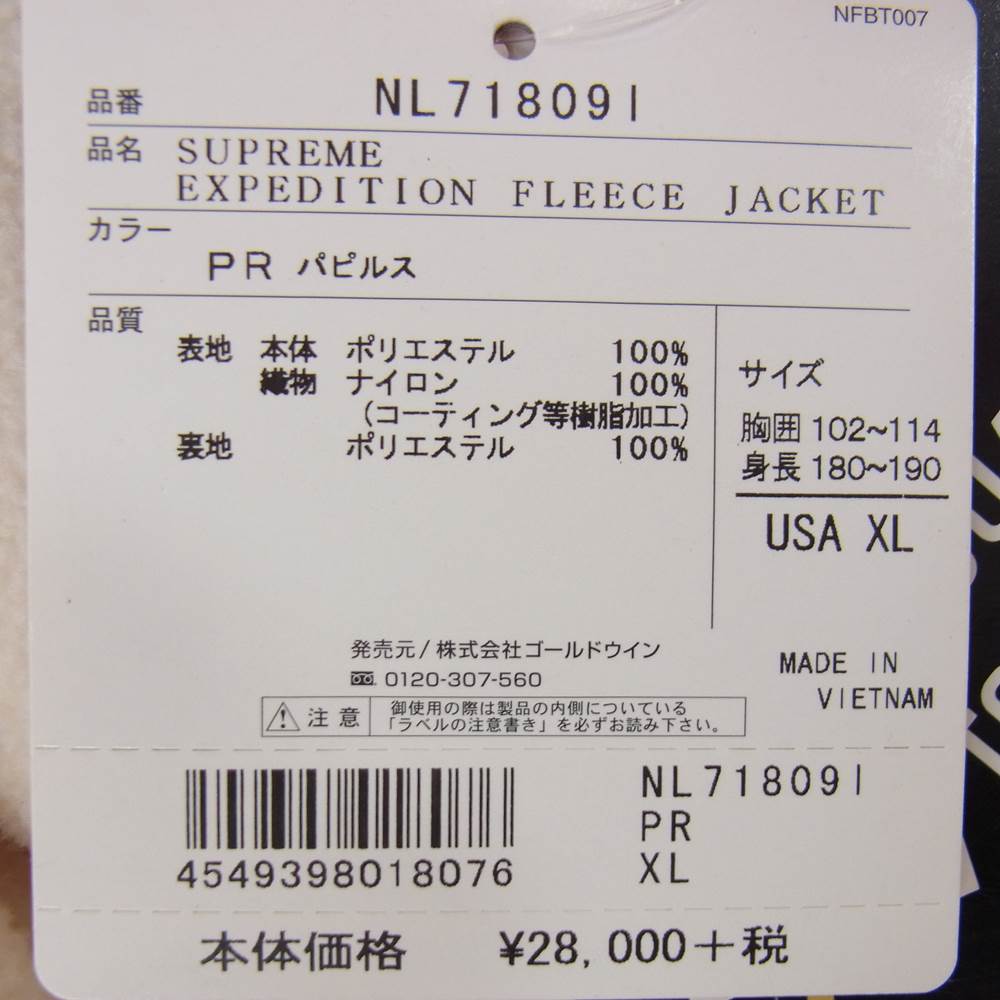 NFBT007
品番 NL71809I
品名 SUPREME
EXPEDITION FLEECE JACKET
カラー
PR パピルス
品質
表地 本体 ポリエステル 100%
織物 ナイロン 100%
(コーティング等樹脂加工)
裏地 ポリエステル 100%
サイズ
胸囲 102~114
身長 180~190
USA XL
発売元/株式会社ゴールドウイン
0120-307-560
MADE IN
VIETNAM
注意
御使用の際は製品の内側についている
「ラベルの注意書き」を必ずお読み下さい。
4549398018076
NL71809I
PR
XL
本体価格 ¥28,000+税